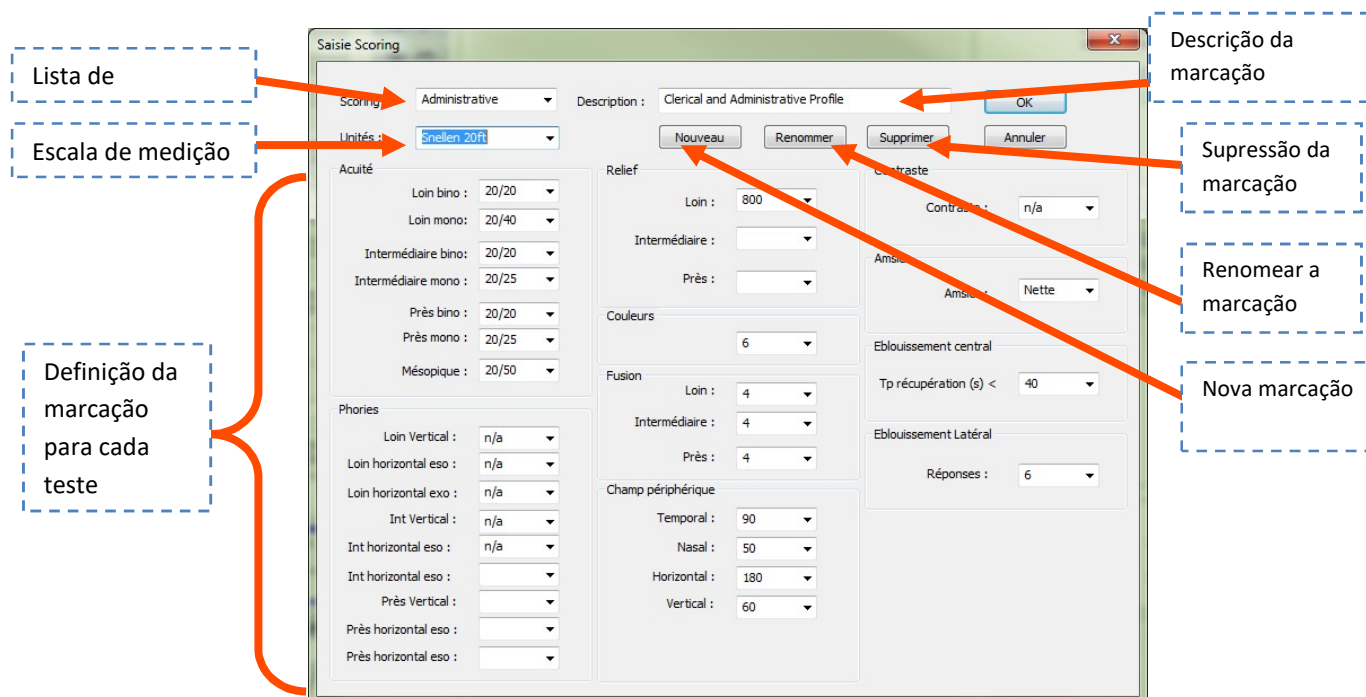 Saisie Scoring
Lista de
Descrição da
marcação
Scoring
Administrative
Description :
Clerical and Administrative Profile
OK
Escala de medição
Unités :
Snellen 20ft
Nouveau
Renommer
Supprimer
Annuler
Supressão da
marcação
Acuité
Loin bino :
20/20
Loin mono:
20/40
Intermédiaire bino:
20/20
Intermédiaire mono :
20/25
Près bino :
20/20
Près mono :
20/25
Mésopique :
20/50
Relief
Loin :
800
Intermédiaire :
Près :
Contraste
Contraste :
n/a
Renomear a
marcação
Amsler
Nette
Couleurs
6
Eblouissement central
Tp récupération (s) <
40
Nova marcação
Definição da
marcação
para cada
teste
Fusion
Loin :
4
Intermédiaire :
4
Près :
4
Phories
Loin Vertical :
n/a
Loin horizontal eso :
n/a
Loin horizontal exo :
n/a
Int Vertical :
n/a
Int horizontal eso :
n/a
Int horizontal eso :
Près Vertical :
Près horizontal eso :
Près horizontal eso :
Eblouissement Latéral
Réponses :
6
Champ périphérique
Temporal :
90
Nasal :
50
Horizontal :
180
Vertical :
60